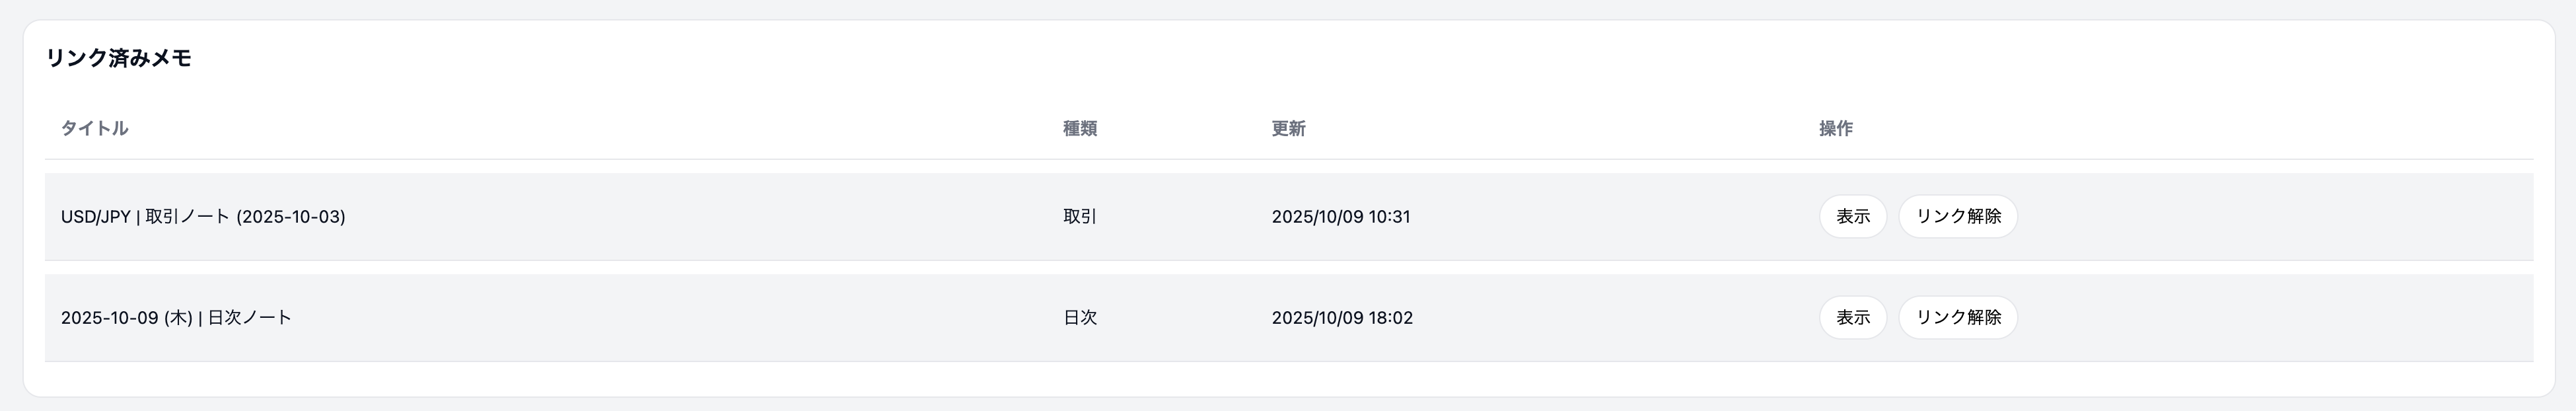 リンク済みメモ
タイトル 種類 更新 操作
USD/JPY | 取引ノート (2025-10-03) 取引 2025/10/09 10:31 表示 リンク解除
2025-10-09 (木) | 日次ノート 日次 2025/10/09 18:02 表示 リンク解除